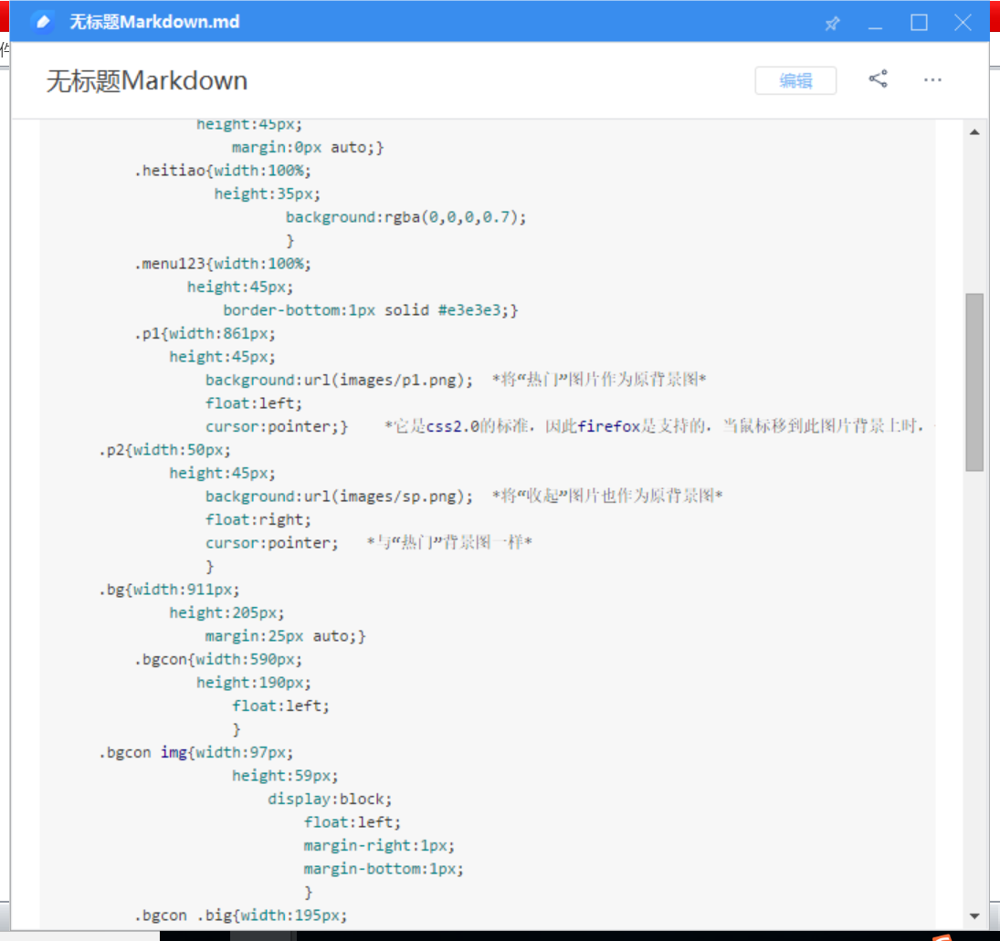 无标题Markdown.md
无标题Markdown
编辑
height:45px;
margin:0px auto;}
.heitiao{width:100%;
height:35px;
background:rgba(0,0,0,0.7);
}
.menu123{width:100%;
height:45px;
border-bottom:1px solid #e3e3e3;}
.p1{width:861px;
height:45px;
background:url(images/p1.png); *将“热门”图片作为原背景图*
float:left;
cursor:pointer;} *它是css2.0的标准，因此firefox是支持的，当鼠标移到此图片背景上时，
.p2{width:50px;
height:45px;
background:url(images/sp.png); *将“收起”图片也作为原背景图*
float:right;
cursor:pointer; *与“热门”背景图一样*
}
.bg{width:911px;
height:205px;
margin:25px auto;}
.bgcon{width:590px;
height:190px;
float:left;
}
.bgcon img{width:97px;
height:59px;
display:block;
float:left;
margin-right:1px;
margin-bottom:1px;
}
.bgcon .big{width:195px;